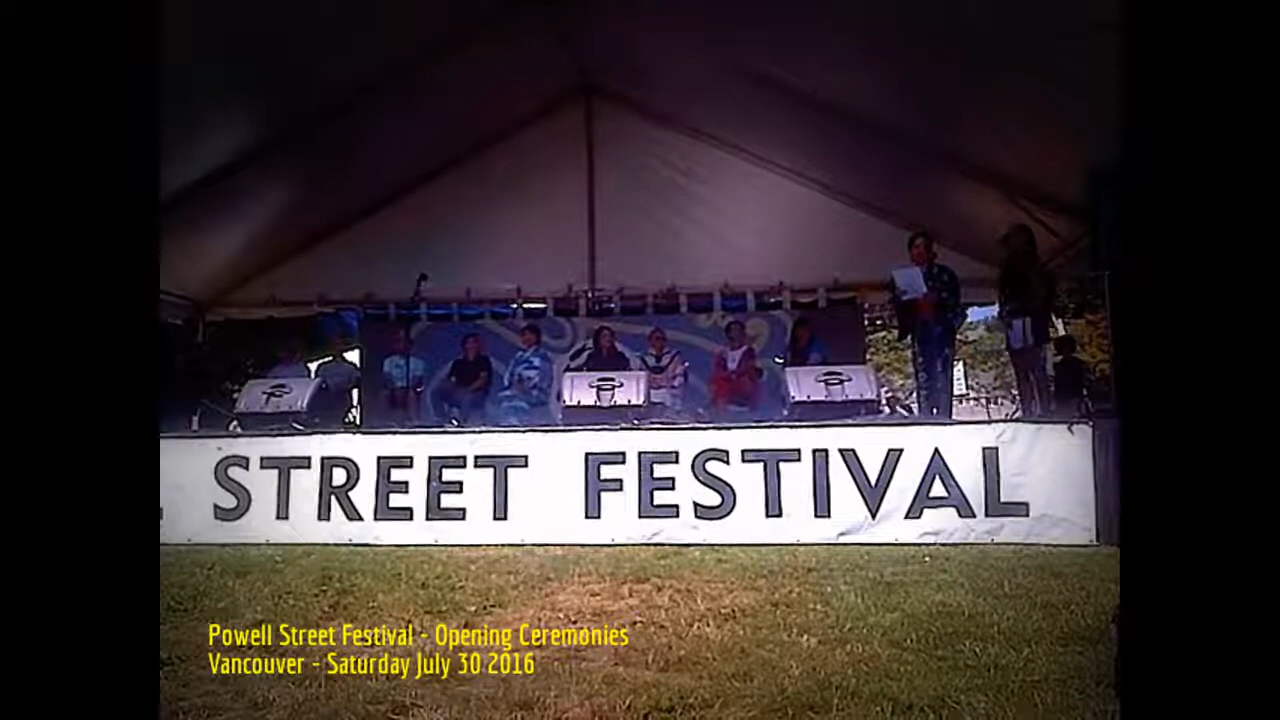 STREET FESTIVAL
Powell Street Festival - Opening Ceremonies
Vancouver - Saturday July 30 2016